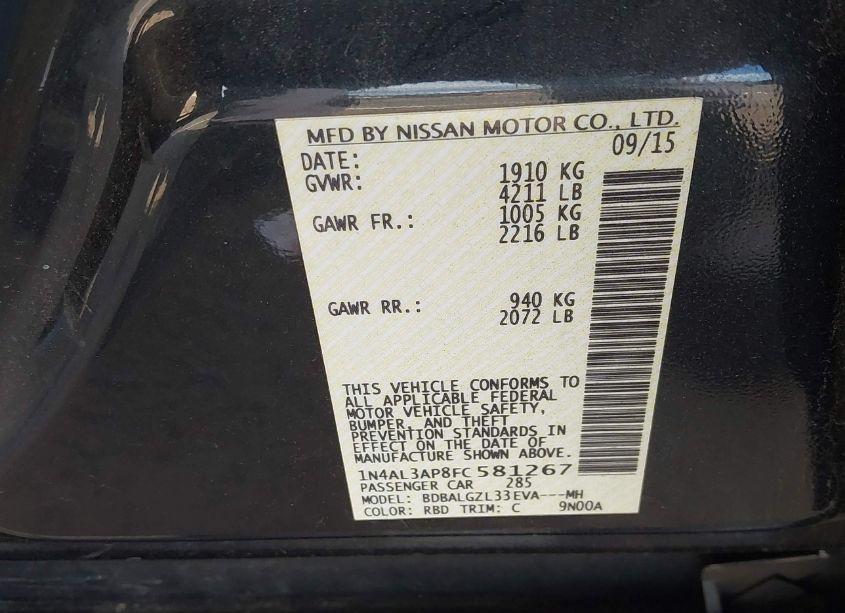 MFD BY NISSAN MOTOR CO., LTD.
DATE: 09/15
GVWR: 1910 KG
4211 LB
GAWR FR.: 1005 KG
2216 LB
GAWR RR.: 940 KG
2072 LB
THIS VEHICLE CONFORMS TO
ALL APPLICABLE FEDERAL
MOTOR VEHICLE SAFETY,
BUMPER, AND THEFT
PREVENTION STANDARDS IN
EFFECT ON THE DATE OF
MANUFACTURE SHOWN ABOVE.
1N4AL3AP8FC581267
PASSENGER CAR 285
MODEL: BDBALGZL33EVA---MH
COLOR: RBD TRIM: C 9N00A